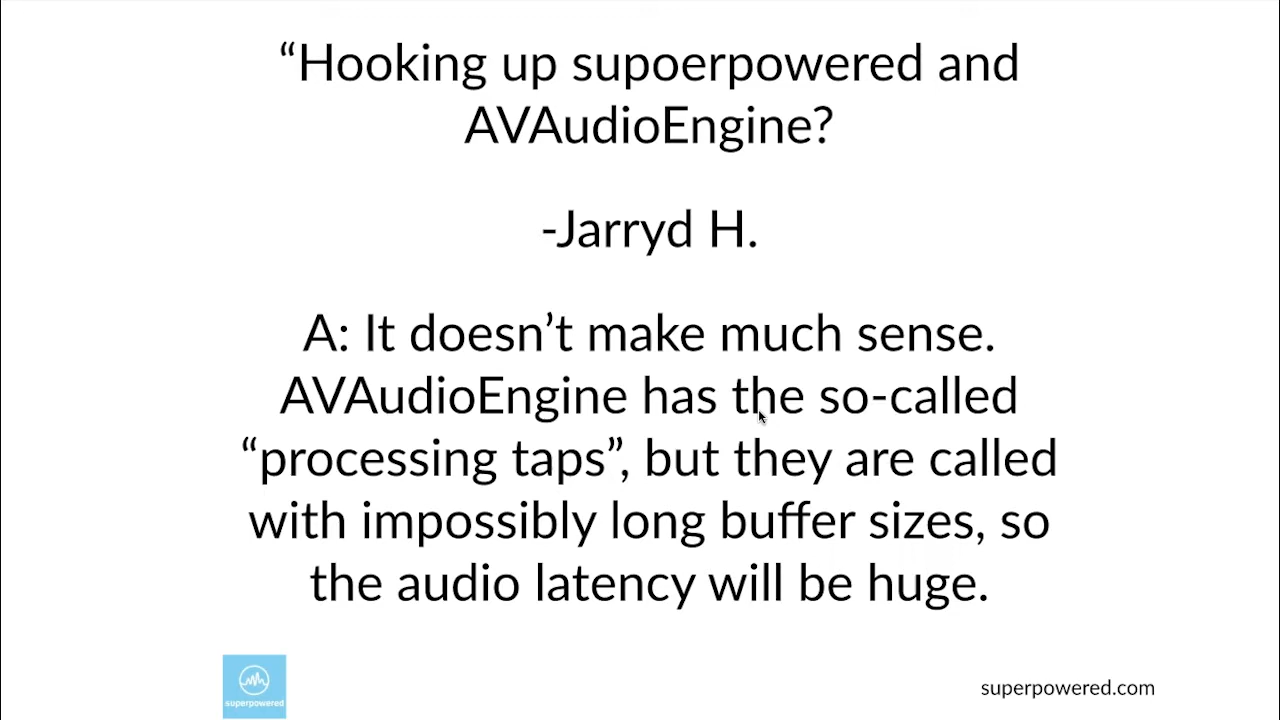 “Hooking up supoerpowered and
AVAudioEngine?
-Jarryd H.
A: It doesn’t make much sense.
AVAudioEngine has the so-called
“processing taps”, but they are called
with impossibly long buffer sizes, so
the audio latency will be huge.
superpowered
superpowered.com